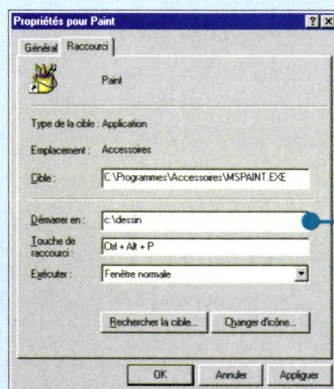 Propriétés pour Paint
Général Raccourci
Paint
Type de la cible : Application
Emplacement : Accessoires
Cible : C:\Programmes\Accessoires\MSPAINT.EXE
Démarrer en : c:\dessin
Touche de
raccourci : Ctrl + Alt + P
Exécuter : Fenêtre normale
Rechercher la cible... Changer d'icône...
OK Annuler Appliquer